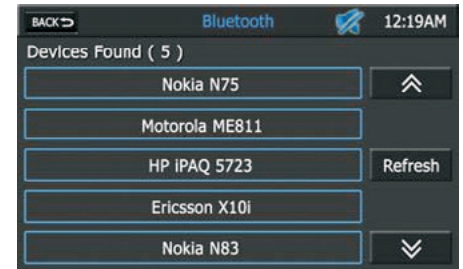 BACK Bluetooth 12:19AM
Devices Found ( 5 )
Nokia N75
Motorola ME811
HP iPAQ 5723 Refresh
Ericsson X10i
Nokia N83